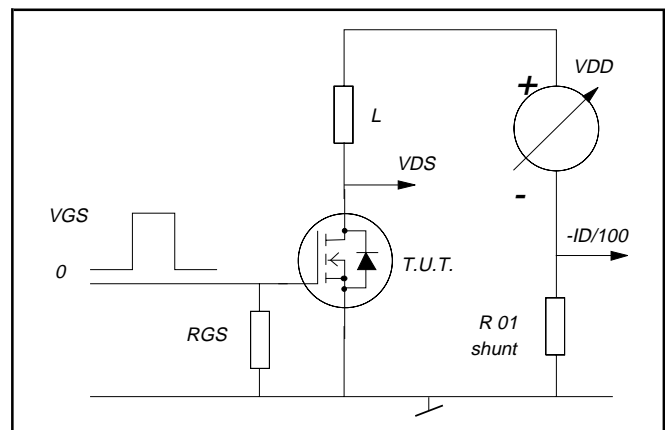 VDD
+
L
VDS
-
VGS
-ID/100
0
T.U.T.
RGS
R 01
shunt